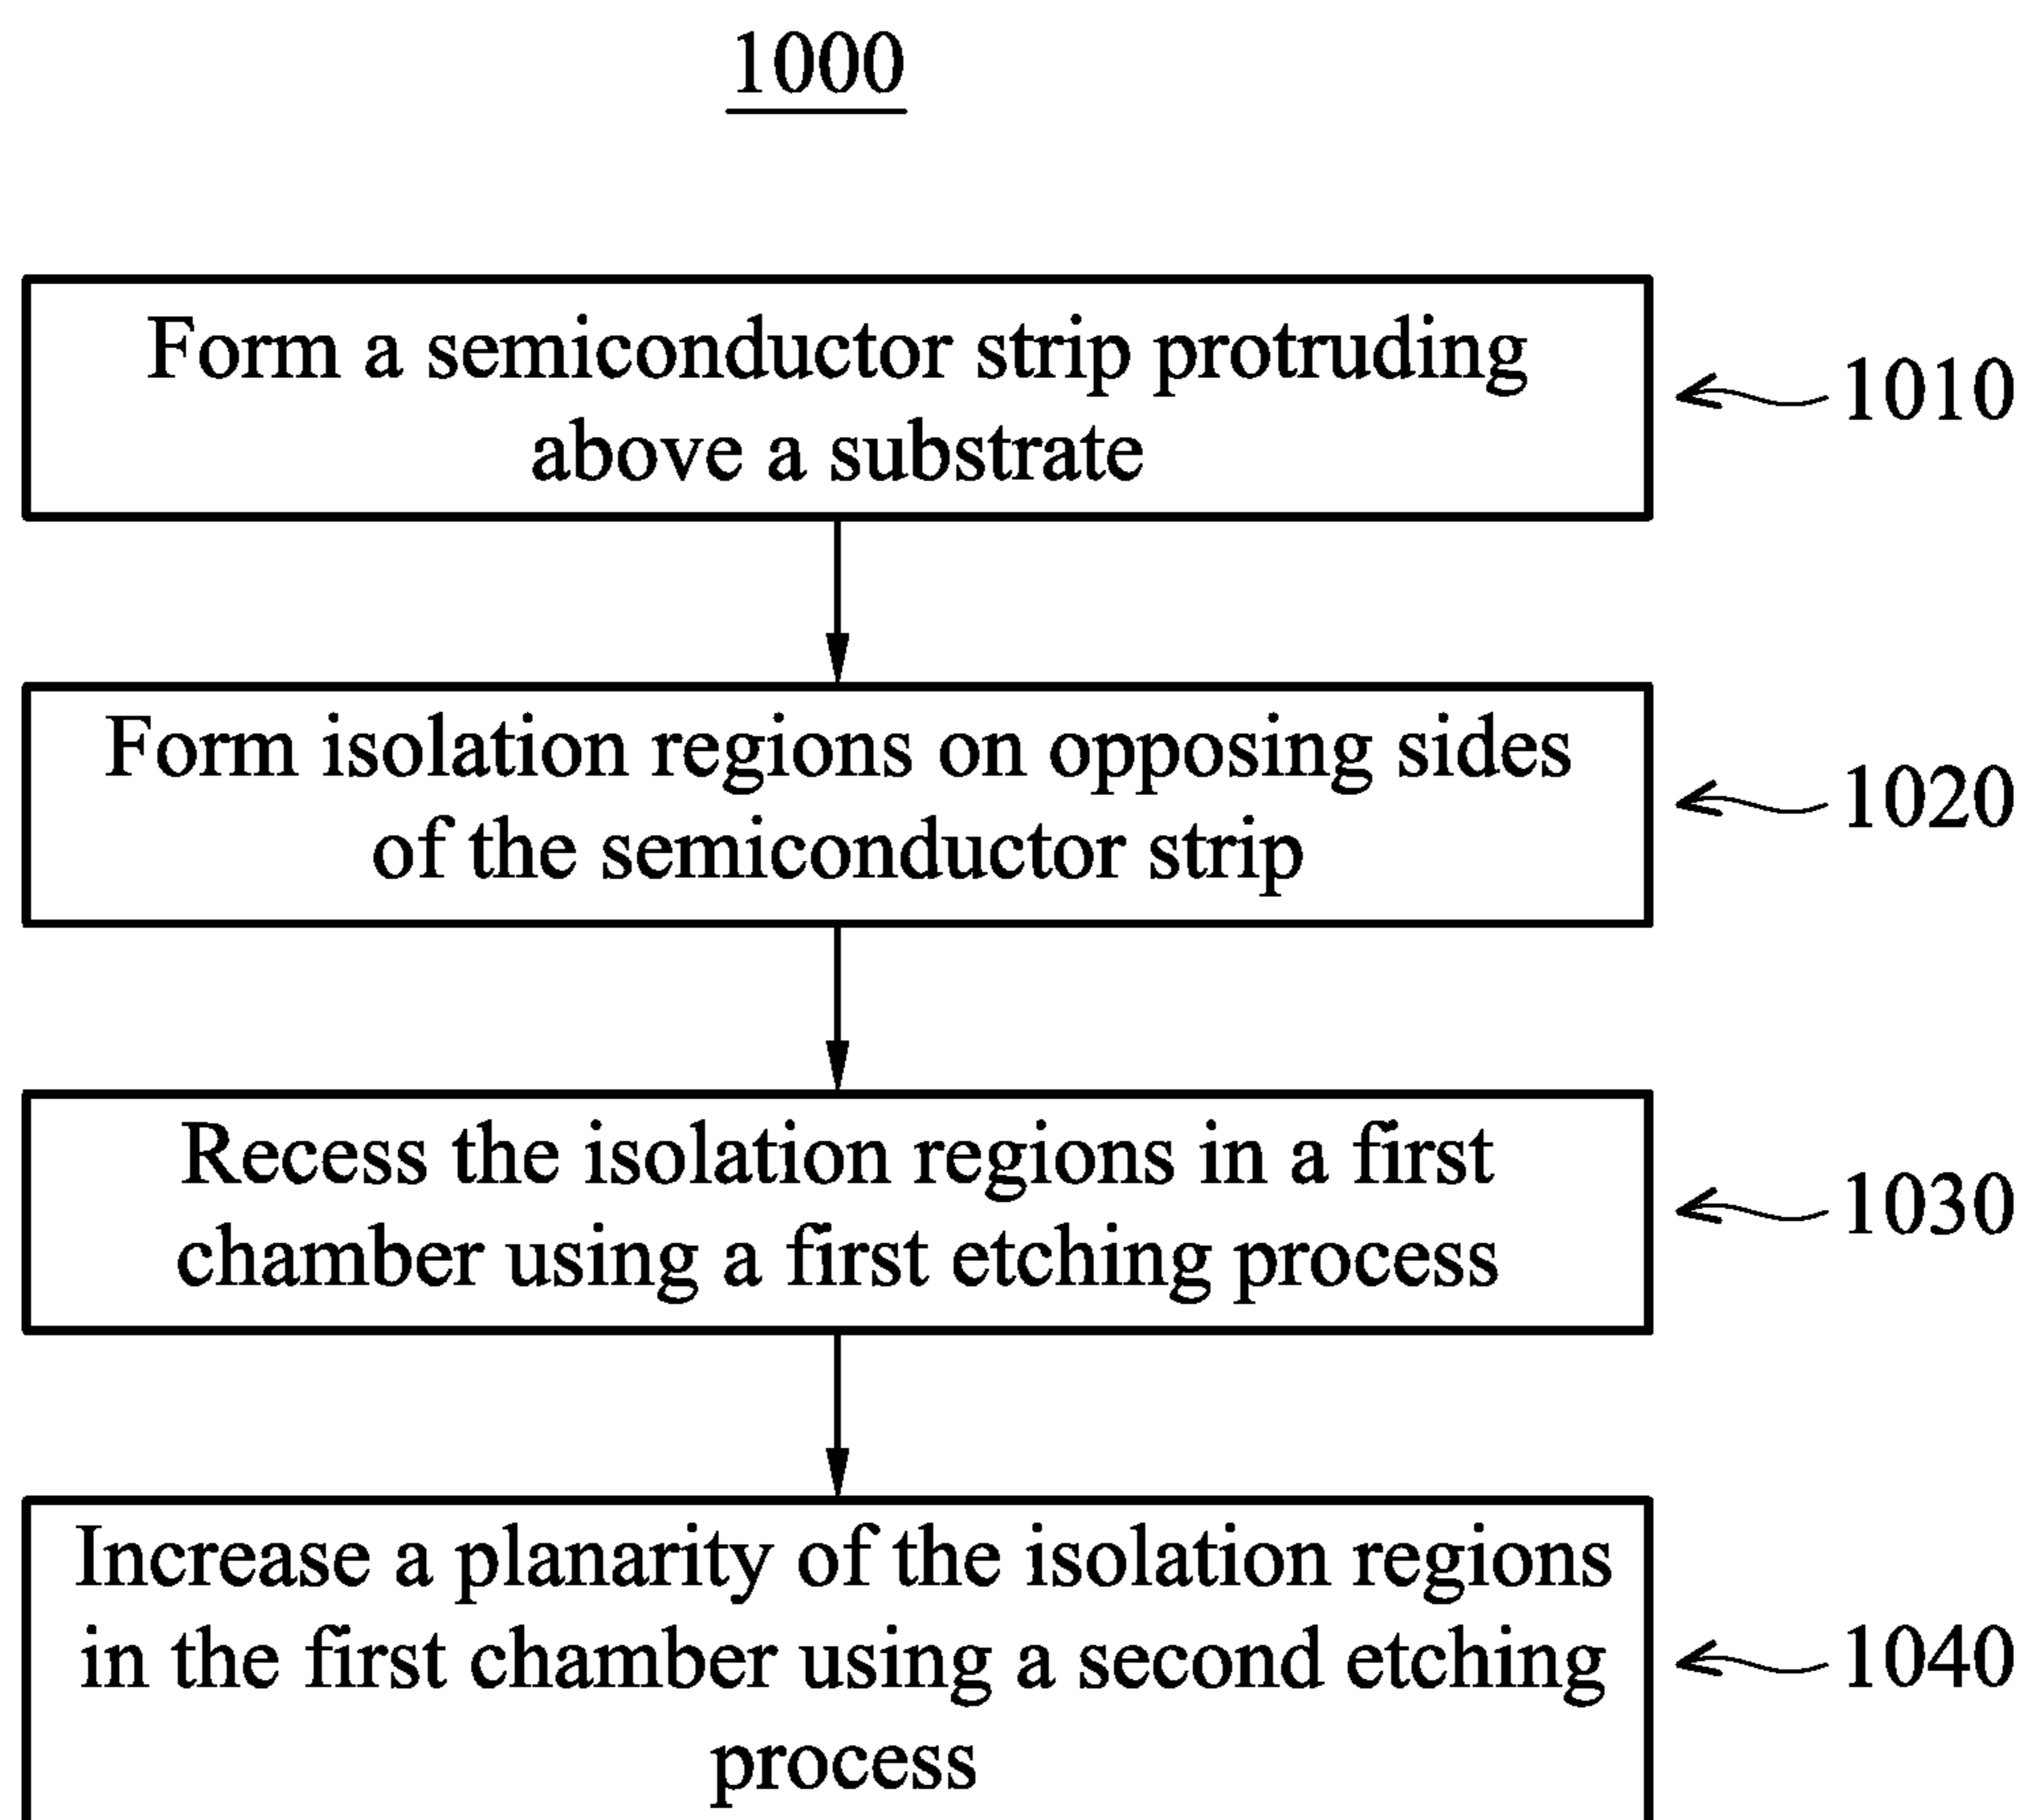 1000
Form a semiconductor strip protruding
above a substrate
1010
Form isolation regions on opposing sides
of the semiconductor strip
1020
Recess the isolation regions in a first
chamber using a first etching process
1030
Increase a planarity of the isolation regions
in the first chamber using a second etching
process
1040